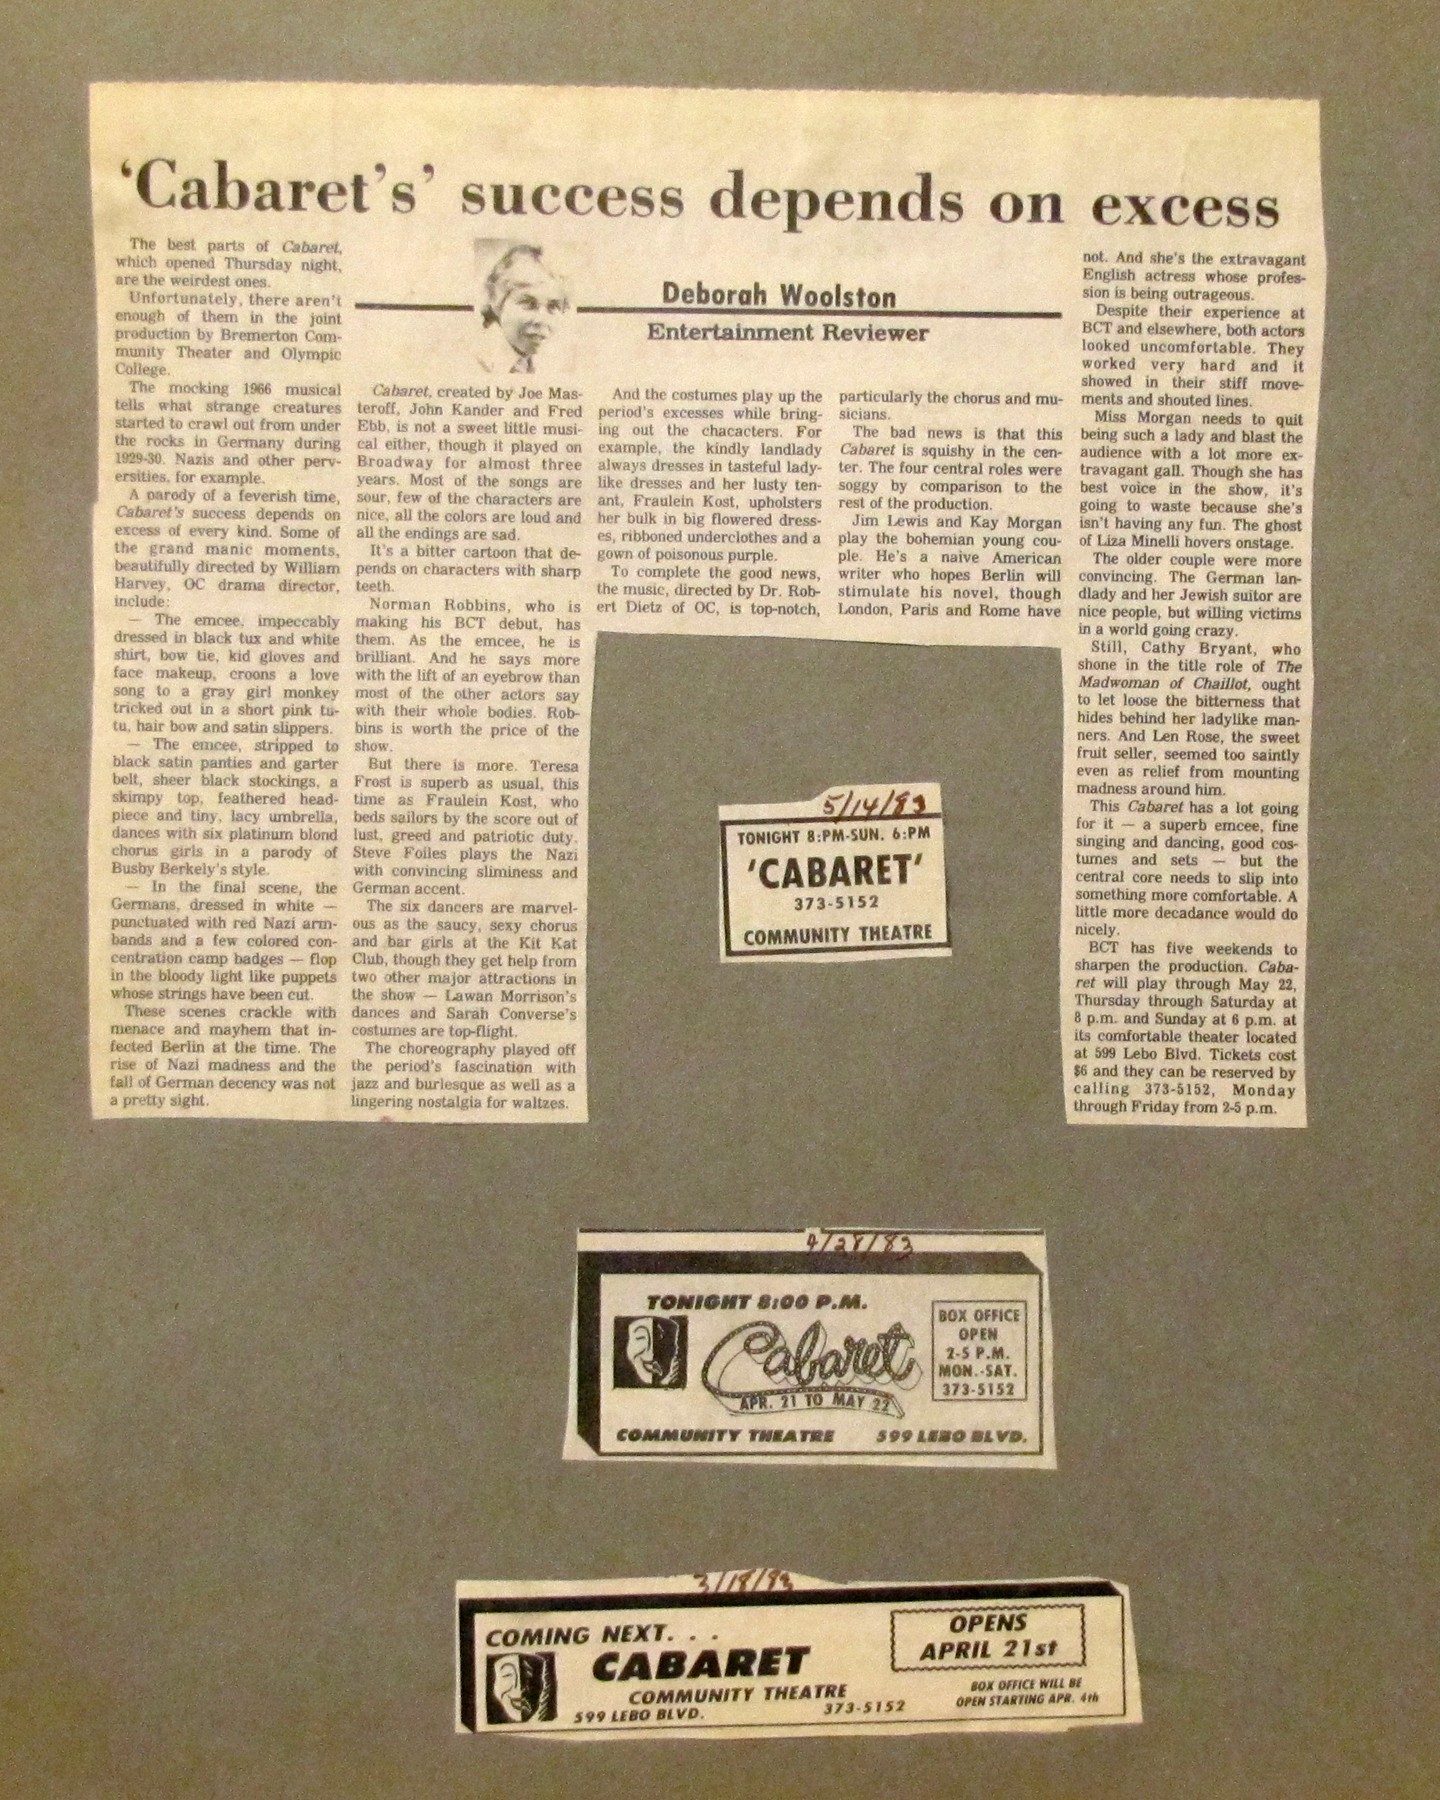 ‘Cabaret’s’ success depends on excess
Deborah Woolston
Entertainment Reviewer
The best parts of Cabaret,
which opened Thursday night,
are the weirdest ones.
Unfortunately, there aren't
enough of them in the joint
production by Bremerton Com-
munity Theater and Olympic
College.
The mocking 1966 musical
tells what strange creatures
started to crawl out from under
the rocks in Germany during
1929-30. Nazis and other perv-
ersities, for example.
A parody of a feverish time,
Cabaret's success depends on
excess of every kind. Some of
the grand manic moments,
beautifully directed by William
Harvey, OC drama director,
include:
— The emcee, impeccably
dressed in black tux and white
shirt, bow tie, kid gloves and
face makeup, croons a love
song to a gray girl monkey
tricked out in a short pink tu-
tu, hair bow and satin slippers.
— The emcee, stripped to
black satin panties and garter
belt, sheer black stockings, a
skimpy top, feathered head-
piece and tiny, lacy umbrella,
dances with six platinum blond
chorus girls in a parody of
Busby Berkely's style.
— In the final scene, the
Germans, dressed in white —
punctuated with red Nazi arm-
bands and a few colored con-
centration camp badges — flop
in the bloody light like puppets
whose strings have been cut.
These scenes crackle with
menace and mayhem that in-
fected Berlin at the time. The
rise of Nazi madness and the
fall of German decency was not
a pretty sight.
Cabaret, created by Joe Mas-
teroff, John Kander and Fred
Ebb, is not a sweet little musi-
cal either, though it played on
Broadway for almost three
years. Most of the songs are
sour, few of the characters are
nice, all the colors are loud and
all the endings are sad.
It's a bitter cartoon that de-
pends on characters with sharp
teeth.
Norman Robbins, who is
making his BCT debut, has
them. As the emcee, he is
brilliant. And he says more
with the lift of an eyebrow than
most of the other actors say
with their whole bodies. Rob-
bins is worth the price of the
show.
But there is more. Teresa
Frost is superb as usual, this
time as Fraulein Kost, who
beds sailors by the score out of
lust, greed and patriotic duty.
Steve Foiles plays the Nazi
with convincing sliminess and
German accent.
The six dancers are marvel-
ous as the saucy, sexy chorus
and bar girls at the Kit Kat
Club, though they get help from
two other major attractions in
the show — Lawan Morrison's
dances and Sarah Converse's
costumes are top-flight.
The choreography played off
the period's fascination with
jazz and burlesque as well as a
lingering nostalgia for waltzes.
And the costumes play up the
period's excesses while bring-
ing out the chacacters. For
example, the kindly landlady
always dresses in tasteful lady-
like dresses and her lusty ten-
ant, Fraulein Kost, upholsters
her bulk in big flowered dress-
es, ribboned underclothes and a
gown of poisonous purple.
To complete the good news,
the music, directed by Dr. Rob-
ert Dietz of OC, is top-notch,
particularly the chorus and mu-
sicians.
The bad news is that this
Cabaret is squishy in the cen-
ter. The four central roles were
soggy by comparison to the
rest of the production.
Jim Lewis and Kay Morgan
play the bohemian young cou-
ple. He's a naive American
writer who hopes Berlin will
stimulate his novel, though
London, Paris and Rome have
not. And she's the extravagant
English actress whose profes-
sion is being outrageous.
Despite their experience at
BCT and elsewhere, both actors
looked uncomfortable. They
worked very hard and it
showed in their stiff move-
ments and shouted lines.
Miss Morgan needs to quit
being such a lady and blast the
audience with a lot more ex-
travagant gall. Though she has
best voice in the show, it's
going to waste because she's
isn't having any fun. The ghost
of Liza Minelli hovers onstage.
The older couple were more
convincing. The German lan-
dlady and her Jewish suitor are
nice people, but willing victims
in a world going crazy.
Still, Cathy Bryant, who
shone in the title role of The
Madwoman of Chaillot, ought
to let loose the bitterness that
hides behind her ladylike man-
ners. And Len Rose, the sweet
fruit seller, seemed too saintly
even as relief from mounting
madness around him.
This Cabaret has a lot going
for it — a superb emcee, fine
singing and dancing, good cos-
tumes and sets — but the
central core needs to slip into
something more comfortable. A
little more decadance would do
nicely.
BCT has five weekends to
sharpen the production. Caba-
ret will play through May 22,
Thursday through Saturday at
8 p.m. and Sunday at 6 p.m. at
its comfortable theater located
at 599 Lebo Blvd. Tickets cost
$6 and they can be reserved by
calling 373-5152, Monday
through Friday from 2-5 p.m.
5/14/83
TONIGHT 8:PM-SUN. 6:PM
'CABARET'
373-5152
COMMUNITY THEATRE
4/28/83
TONIGHT 8:00 P.M.
Cabaret
APR. 21 TO MAY 22
BOX OFFICE
OPEN
2-5 P.M.
MON.-SAT.
373-5152
COMMUNITY THEATRE 599 LEBO BLVD.
3/18/83
COMING NEXT. . .
CABARET
COMMUNITY THEATRE
599 LEBO BLVD. 373-5152
OPENS
APRIL 21st
BOX OFFICE WILL BE
OPEN STARTING APR. 4th